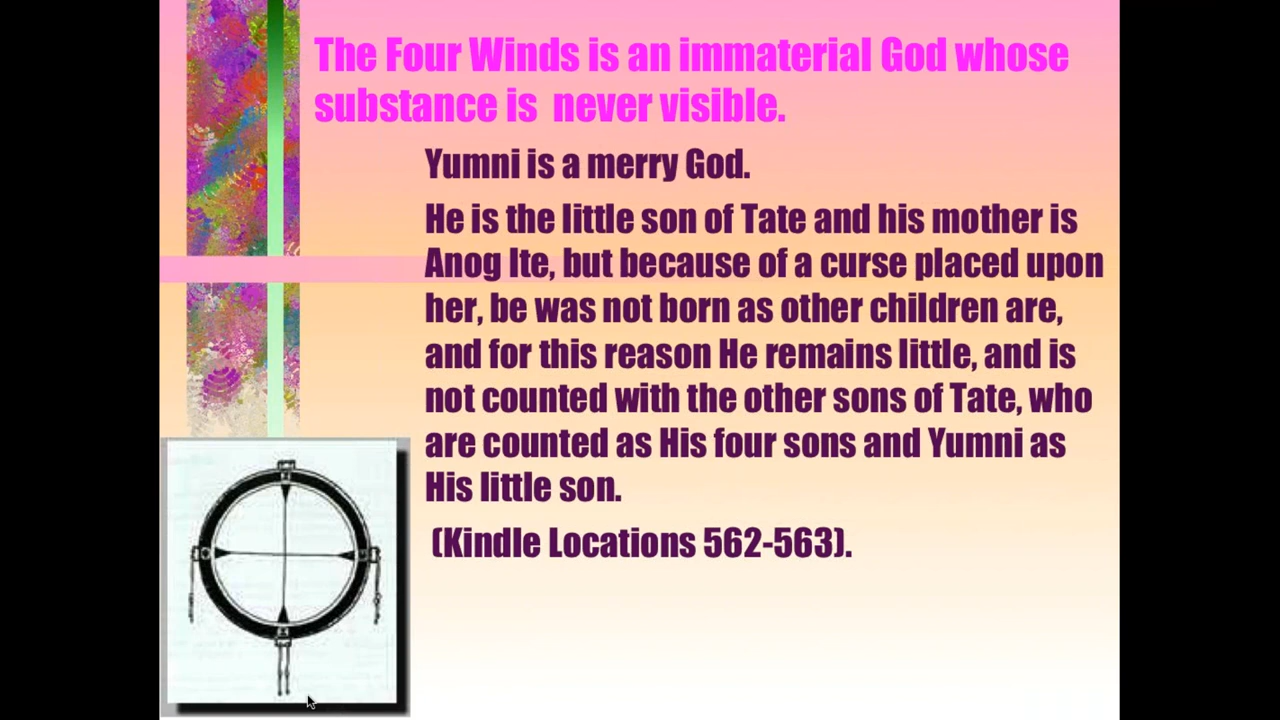 The Four Winds is an immaterial God whose
substance is never visible.
Yumni is a merry God.
He is the little son of Tate and his mother is
Anog Ite, but because of a curse placed upon
her, be was not born as other children are,
and for this reason He remains little, and is
not counted with the other sons of Tate, who
are counted as His four sons and Yumni as
His little son.
(Kindle Locations 562-563).